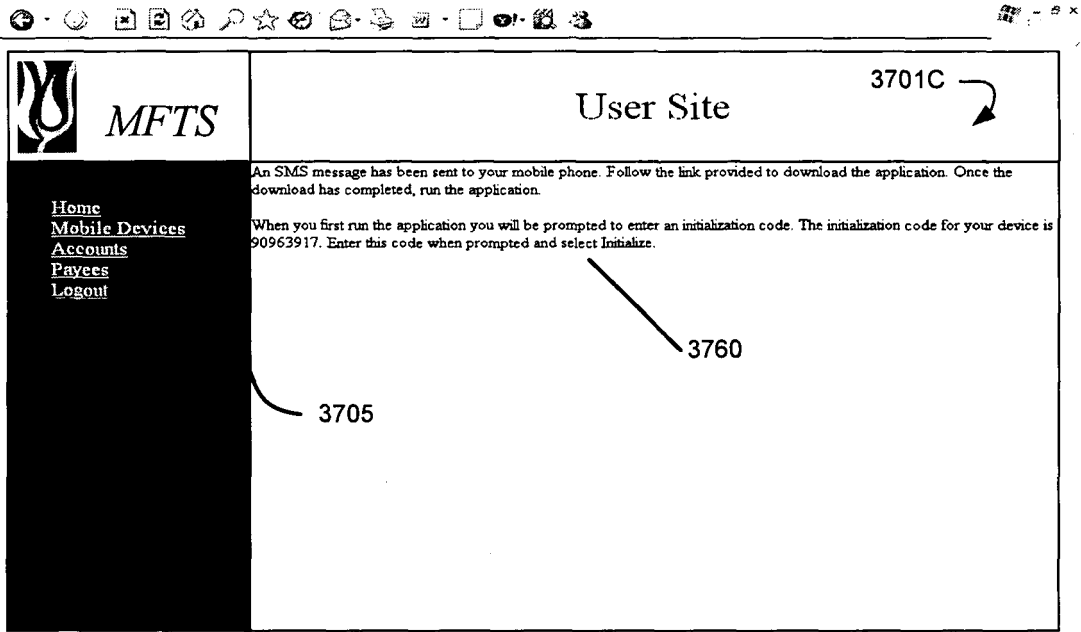 MFTS
User Site
3701C
Home
Mobile Devices
Accounts
Payees
Logout
An SMS message has been sent to your mobile phone. Follow the link provided to download the application. Once the
download has completed, run the application.
When you first run the application you will be prompted to enter an initialization code. The initialization code for your device is
90963917. Enter this code when prompted and select Initialize.
3760
3705